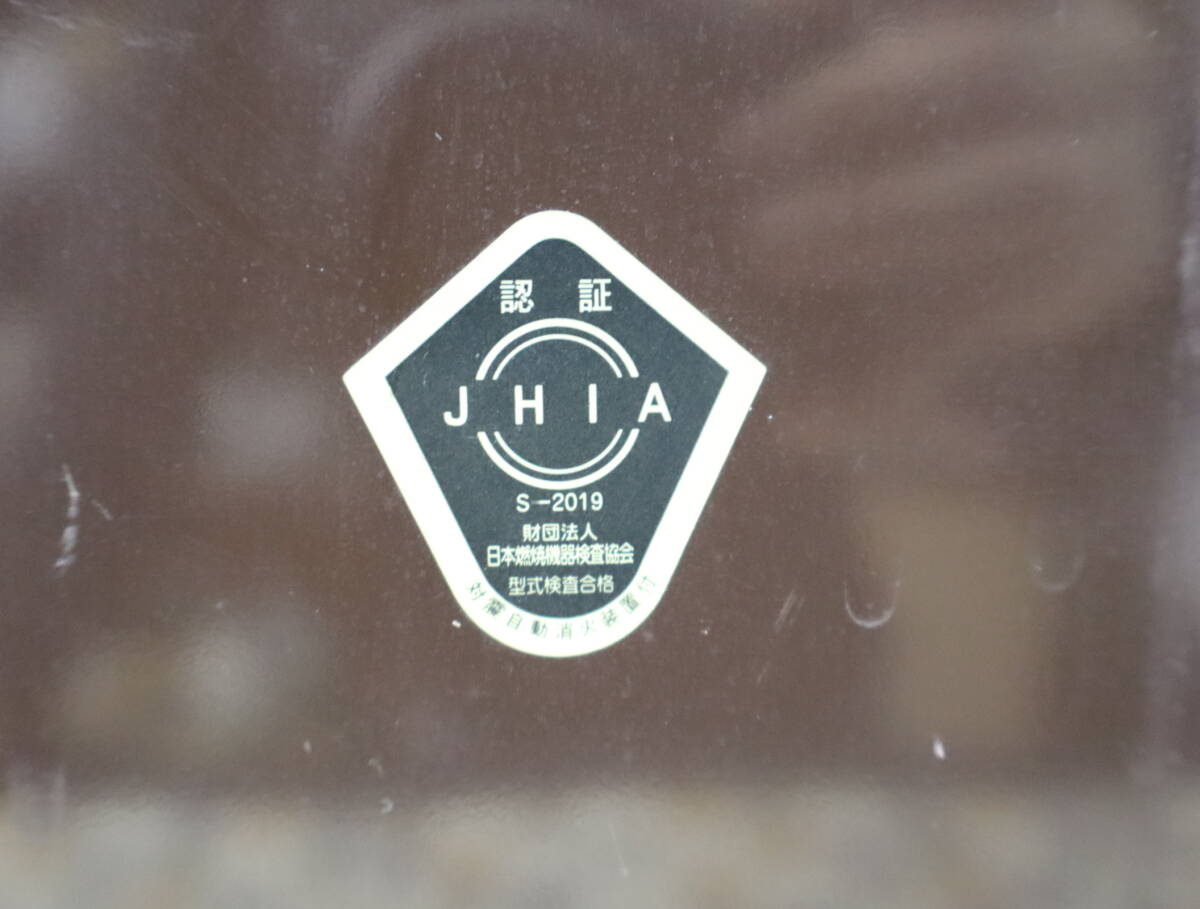 認 証
J H I A
S-2019
財団法人
日本燃焼機器検査協会
型式検査合格
対震自動消火装置付